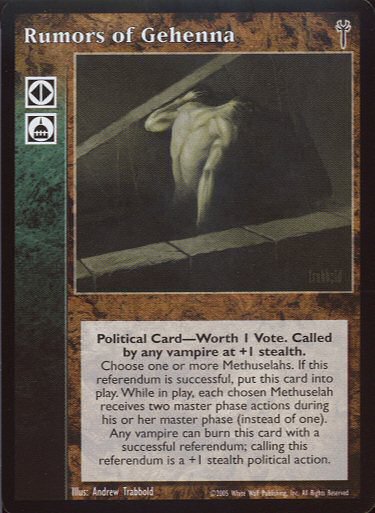 Rumors of Gehenna
Trabbold
Political Card—Worth 1 Vote. Called
by any vampire at +1 stealth.
Choose one or more Methuselahs. If this
referendum is successful, put this card into
play. While in play, each chosen Methuselah
receives two master phase actions during
his or her master phase (instead of one).
Any vampire can burn this card with a
successful referendum; calling this
referendum is a +1 stealth political action.
Illus: Andrew Trabbold
©2005 White Wolf Publishing, Inc. All Rights Reserved